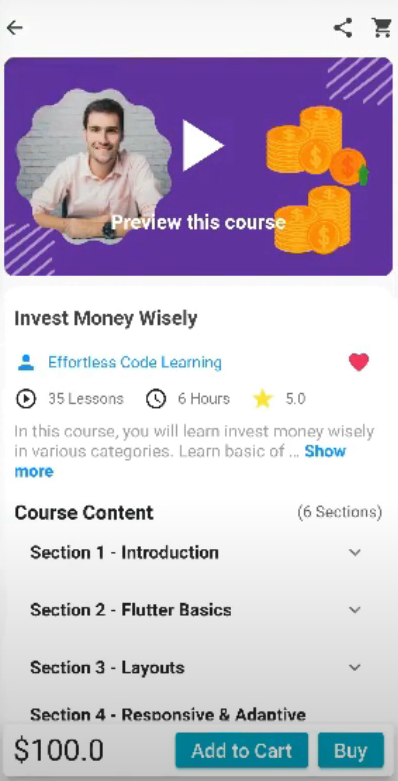 Preview this course
Invest Money Wisely
Effortless Code Learning
35 Lessons 6 Hours 5.0
In this course, you will learn invest money wisely
in various categories. Learn basic of ... Show
more
Course Content (6 Sections)
Section 1 - Introduction
Section 2 - Flutter Basics
Section 3 - Layouts
Section 4 - Responsive & Adaptive
$100.0 Add to Cart Buy